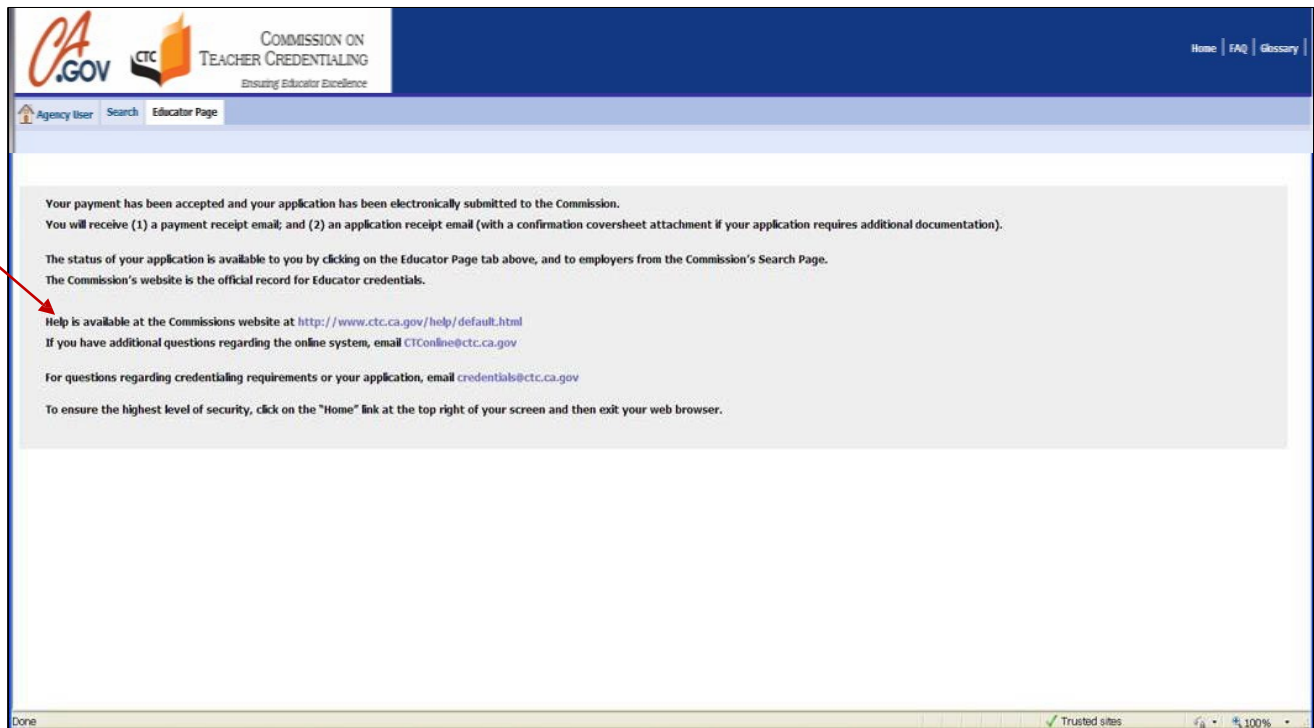 CA
.GOV
CTC
COMMISSION ON
TEACHER CREDENTIALING
Ensuring Educator Excellence
Home | FAQ | Glossary |
Agency User Search Educator Page
Your payment has been accepted and your application has been electronically submitted to the Commission.
You will receive (1) a payment receipt email; and (2) an application receipt email (with a confirmation coversheet attachment if your application requires additional documentation).
The status of your application is available to you by clicking on the Educator Page tab above, and to employers from the Commission's Search Page.
The Commission's website is the official record for Educator credentials.
Help is available at the Commissions website at http://www.ctc.ca.gov/help/default.html
If you have additional questions regarding the online system, email CTConline@ctc.ca.gov
For questions regarding credentialing requirements or your application, email credentials@ctc.ca.gov
To ensure the highest level of security, click on the "Home" link at the top right of your screen and then exit your web browser.
Done Trusted sites 100%